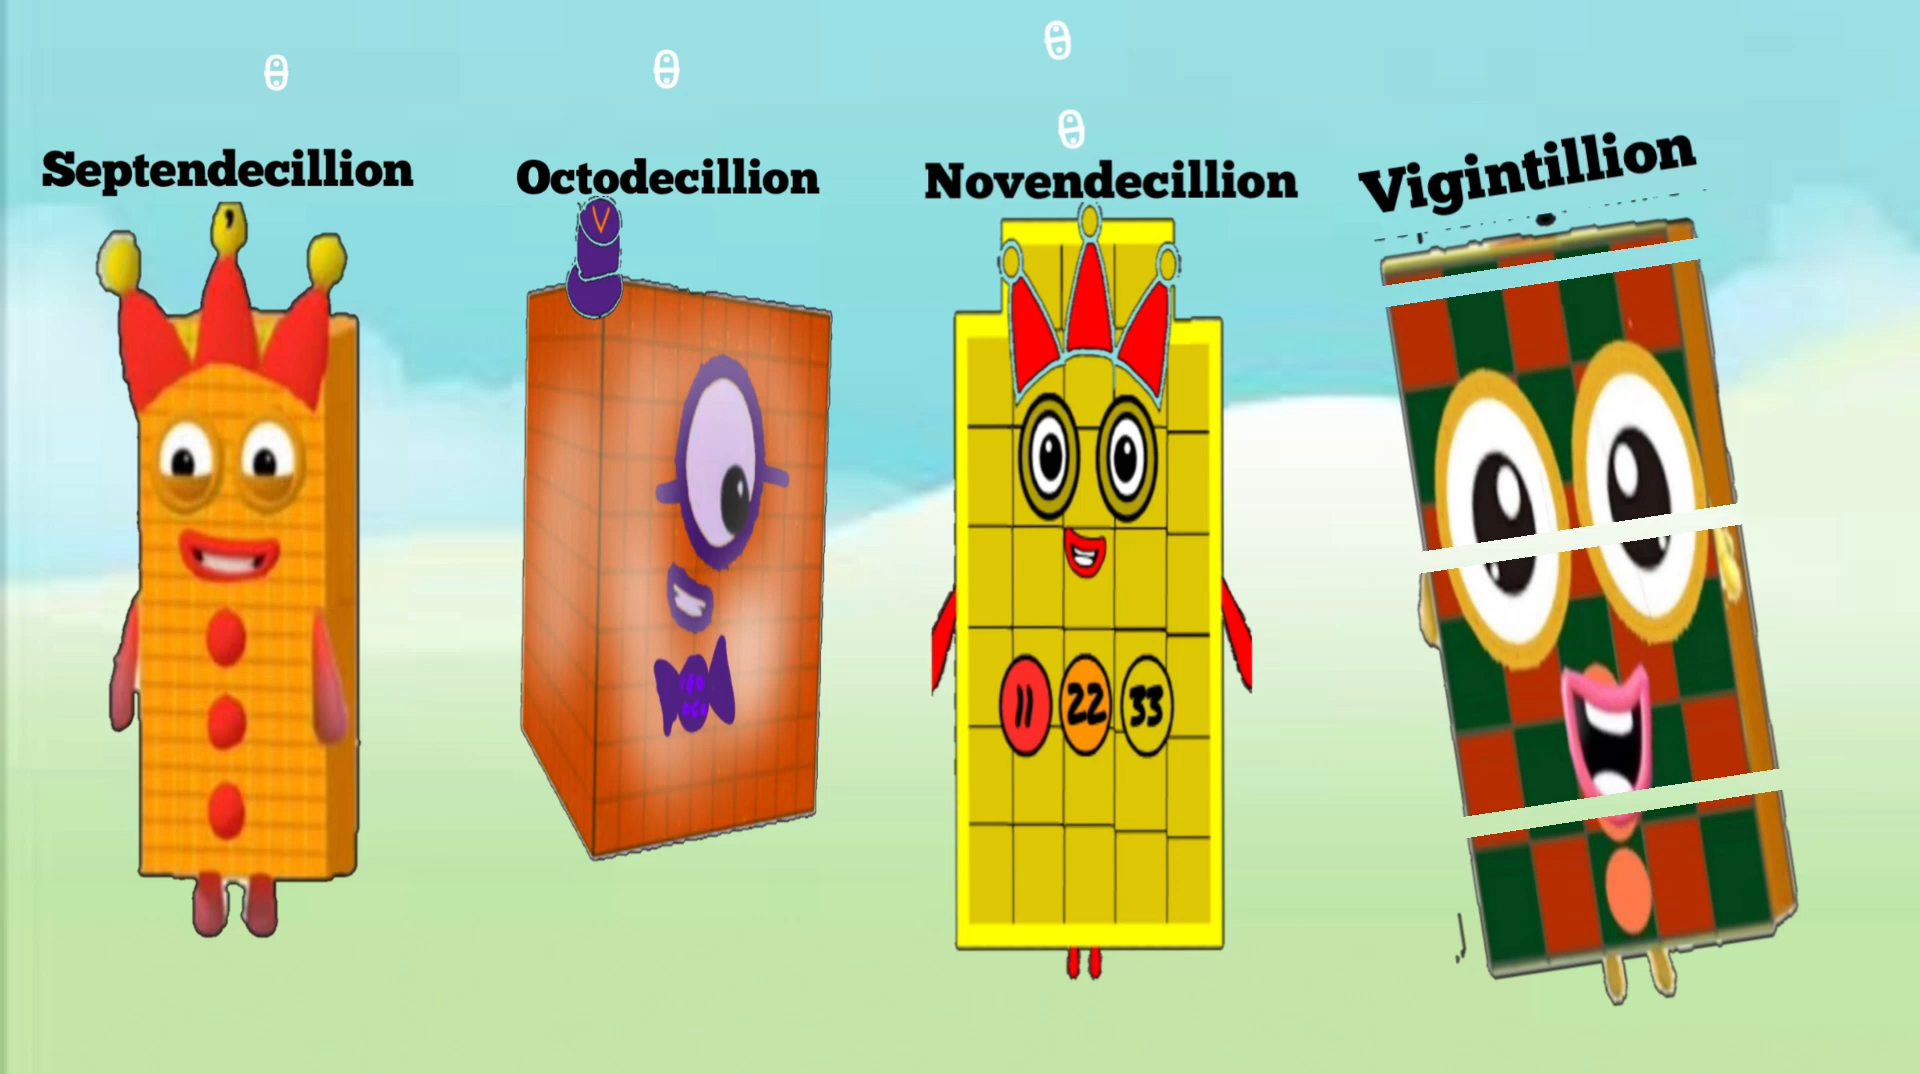 θ
θ
θ
θ
Septendecillion
Octodecillion
Novendecillion
Vigintillion
V
11 22 33